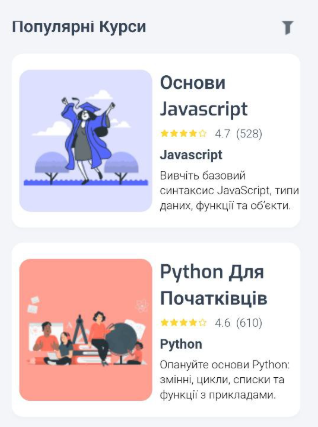 Популярні Курси
Основи
Javascript
4.7 (528)
Javascript
Вивчіть базовий
синтаксис JavaScript, типи
даних, функції та об'єкти.
Python Для
Початківців
4.6 (610)
Python
Опануйте основи Python:
змінні, цикли, списки та
функції з прикладами.